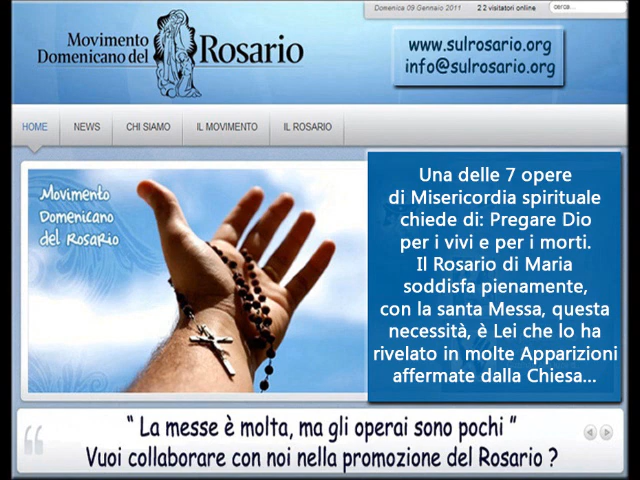 Domenica 09 Gennaio 2011
22 visitatori online
cerca...
Movimento
Domenicano del
Rosario
www.sulrosario.org
info@sulrosario.org
HOME
NEWS
CHI SIAMO
IL MOVIMENTO
IL ROSARIO
Movimento
Domenicano
del Rosario
Una delle 7 opere
di Misericordia spirituale
chiede di: Pregare Dio
per i vivi e per i morti.
Il Rosario di Maria
soddisfa pienamente,
con la santa Messa, questa
necessità, è Lei che lo ha
rivelato in molte Apparizioni
affermate dalla Chiesa...
“ La messe è molta, ma gli operai sono pochi ”
Vuoi collaborare con noi nella promozione del Rosario ?